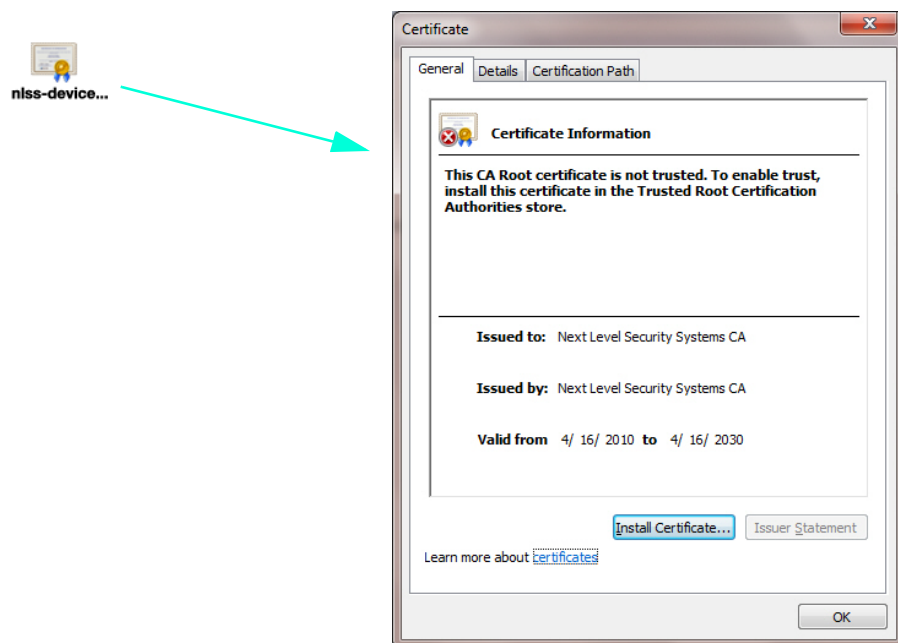 Certificate
nlss-device...
General Details Certification Path
Certificate Information
This CA Root certificate is not trusted. To enable trust,
install this certificate in the Trusted Root Certification
Authorities store.
Issued to: Next Level Security Systems CA
Issued by: Next Level Security Systems CA
Valid from 4/ 16/ 2010 to 4/ 16/ 2030
Install Certificate... Issuer Statement
Learn more about certificates
OK